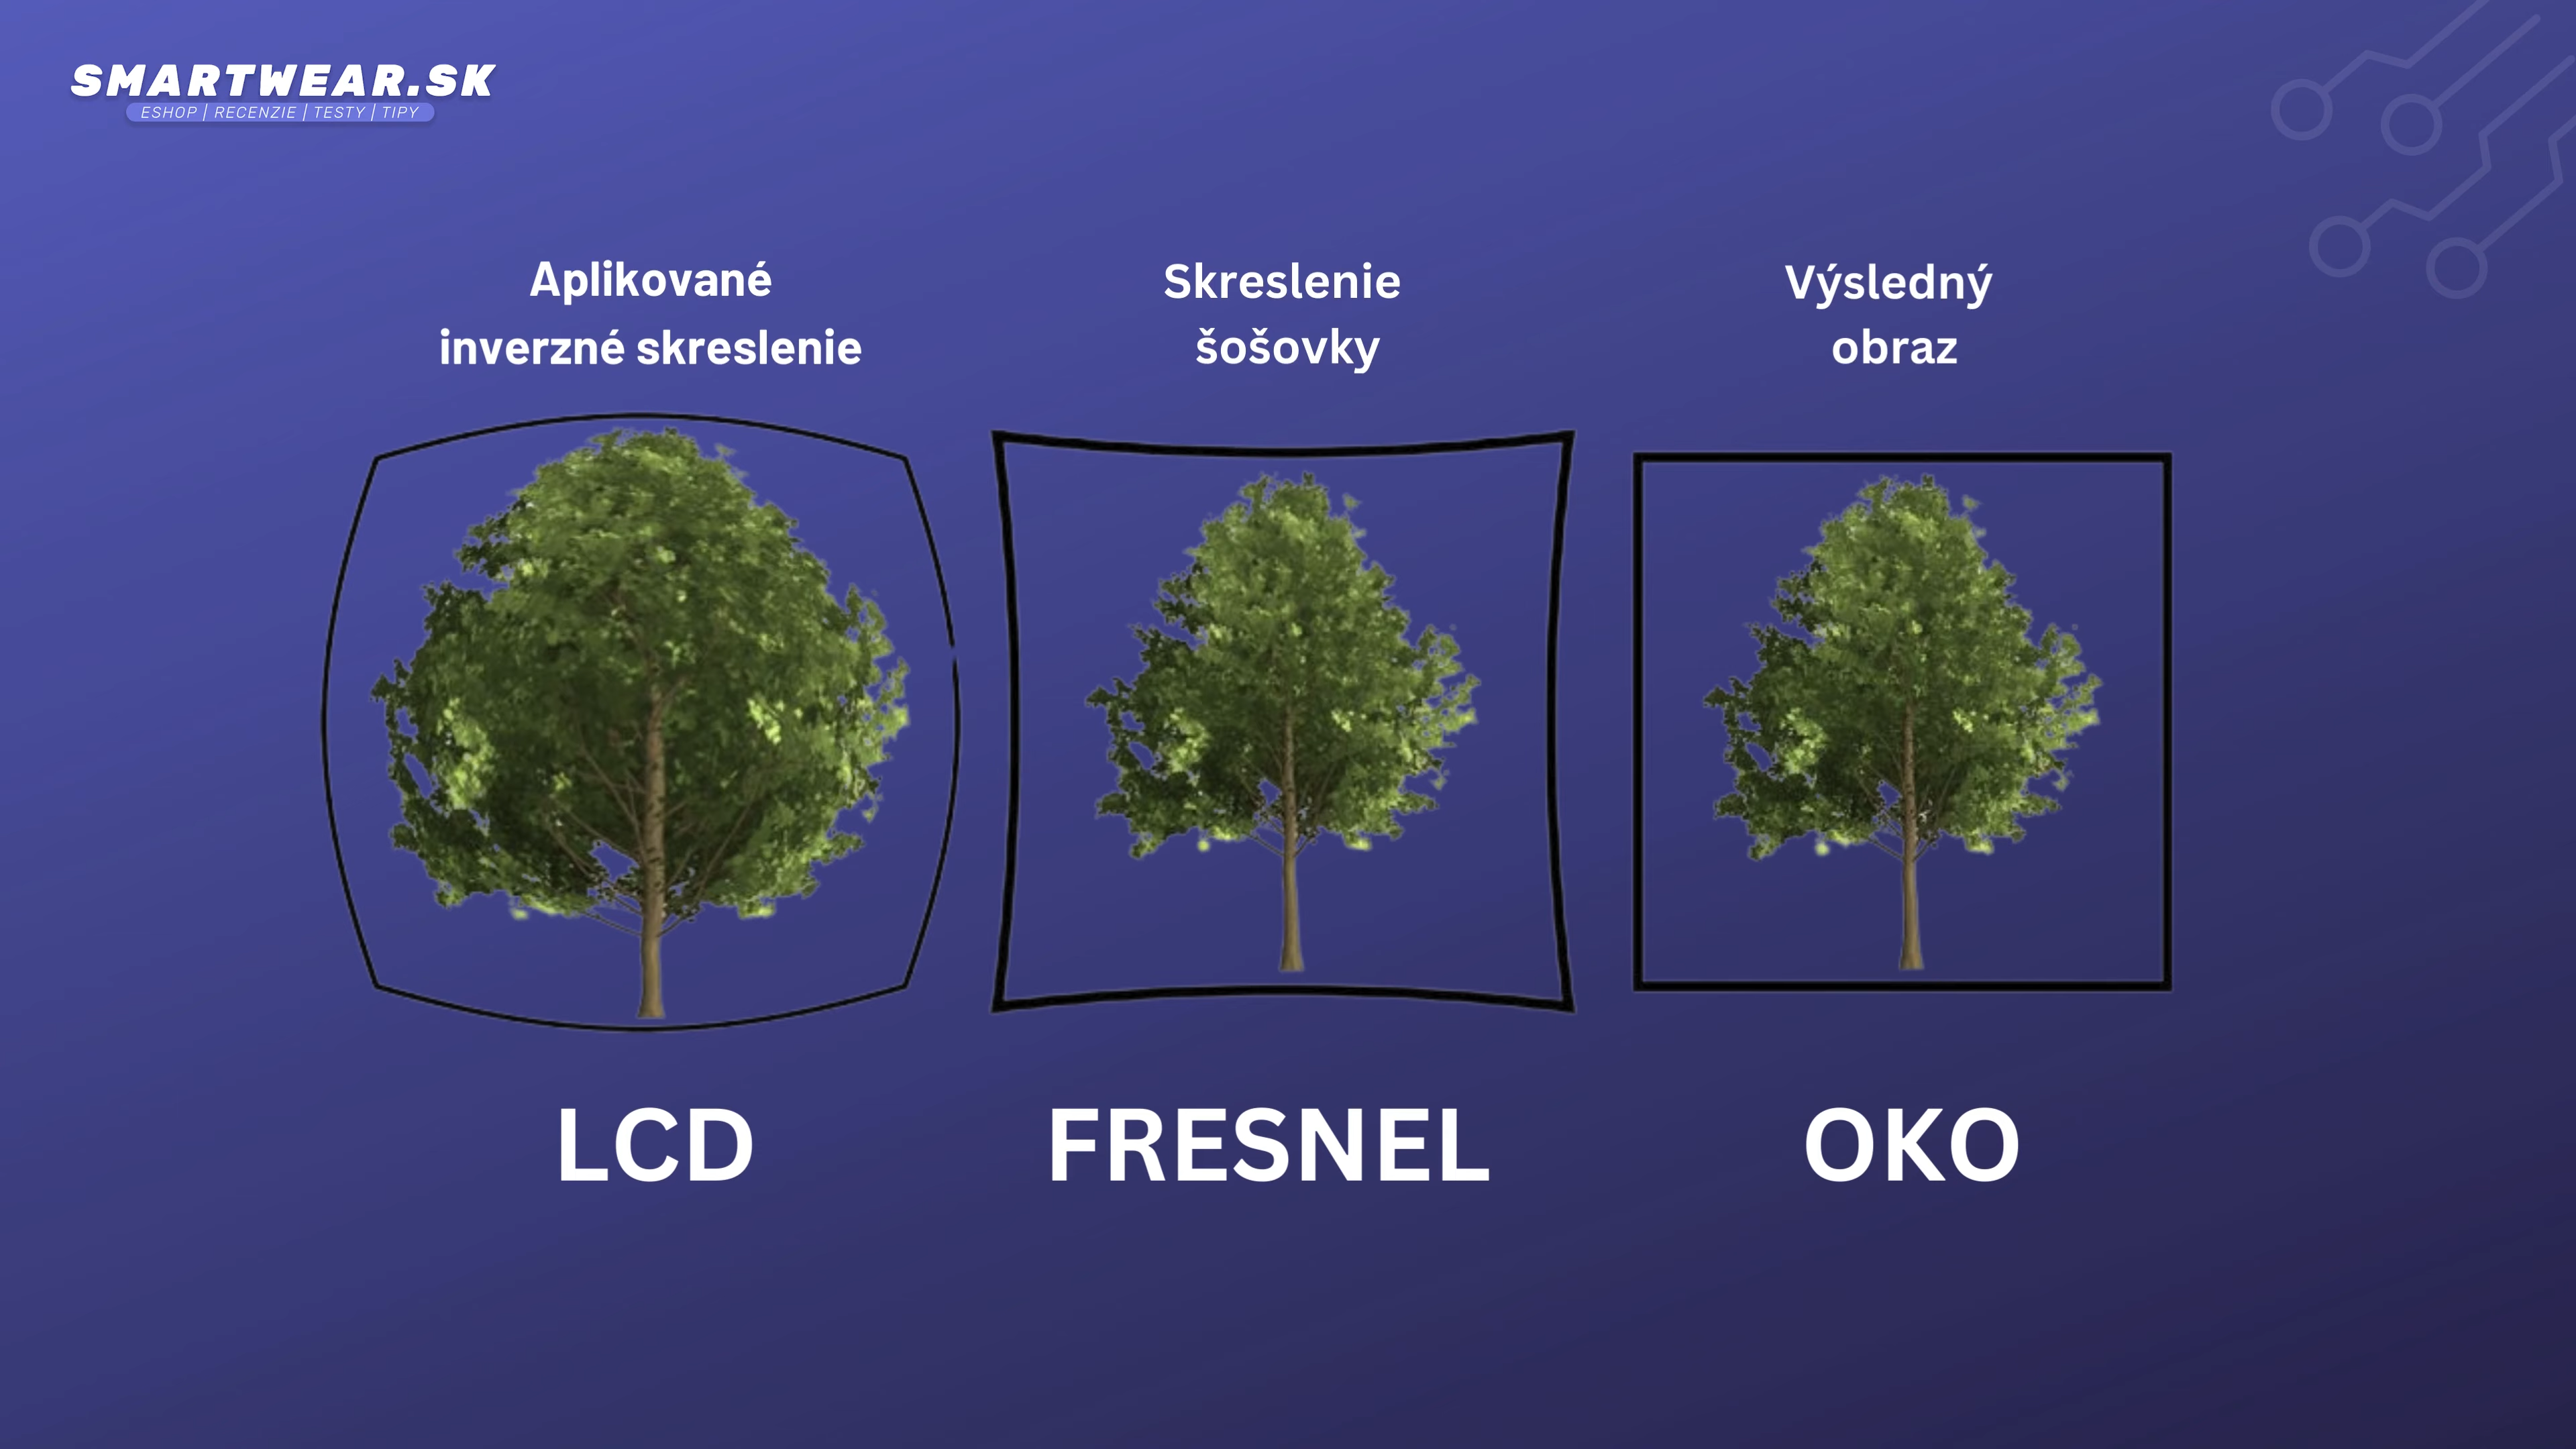 SMARTWEAR.SK
ESHOP | RECENZIE | TESTY | TIPY
Aplikované
inverzné skreslenie
Skreslenie
šošovky
Výsledný
obraz
LCD
FRESNEL
OKO